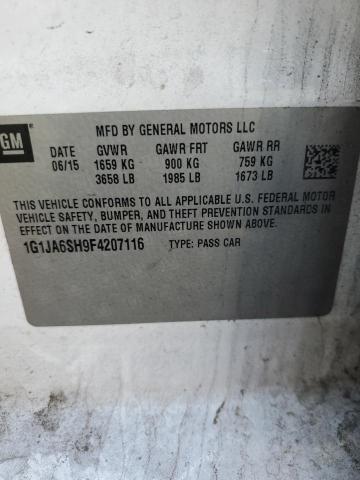 GM
MFD BY GENERAL MOTORS LLC
DATE GVWR GAWR FRT GAWR RR
06/15 1659 KG 900 KG 759 KG
3658 LB 1985 LB 1673 LB
THIS VEHICLE CONFORMS TO ALL APPLICABLE U.S. FEDERAL MOTOR
VEHICLE SAFETY, BUMPER, AND THEFT PREVENTION STANDARDS IN
EFFECT ON THE DATE OF MANUFACTURE SHOWN ABOVE.
1G1JA6SH9F4207116 TYPE: PASS CAR